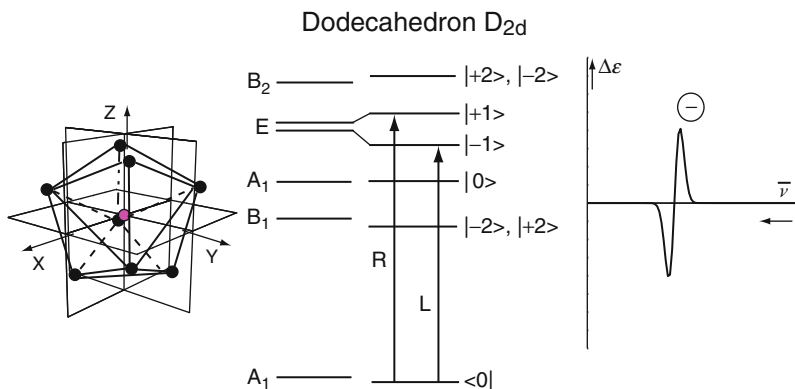 Dodecahedron D2d
Z
X
Y
B2
E
A1
B1
A1
|+2>, |−2>
|+1>
|−1>
|0>
|−2>, |+2>
<0|
R
L
Δε
−
ν̅